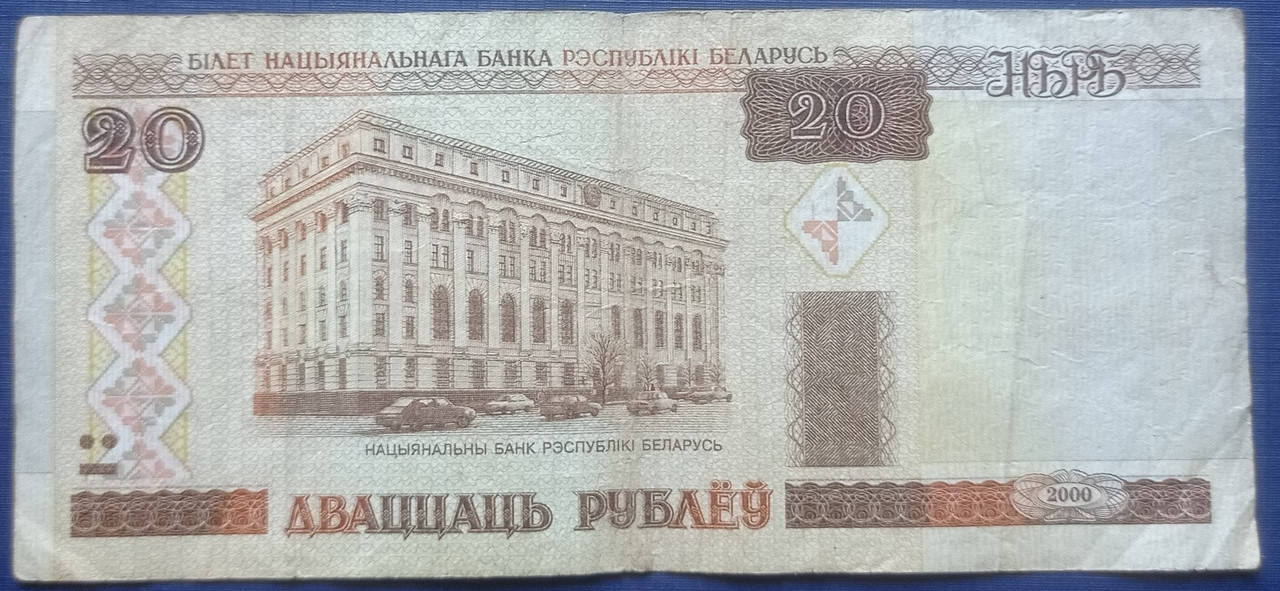 БІЛЕТ НАЦЫЯНАЛЬНАГА БАНКА РЭСПУБЛІКІ БЕЛАРУСЬ
НБРБ
20
20
НАЦЫЯНАЛЬНЫ БАНК РЭСПУБЛІКІ БЕЛАРУСЬ
ДВАЦЦАЦЬ РУБЛЁЎ
2000